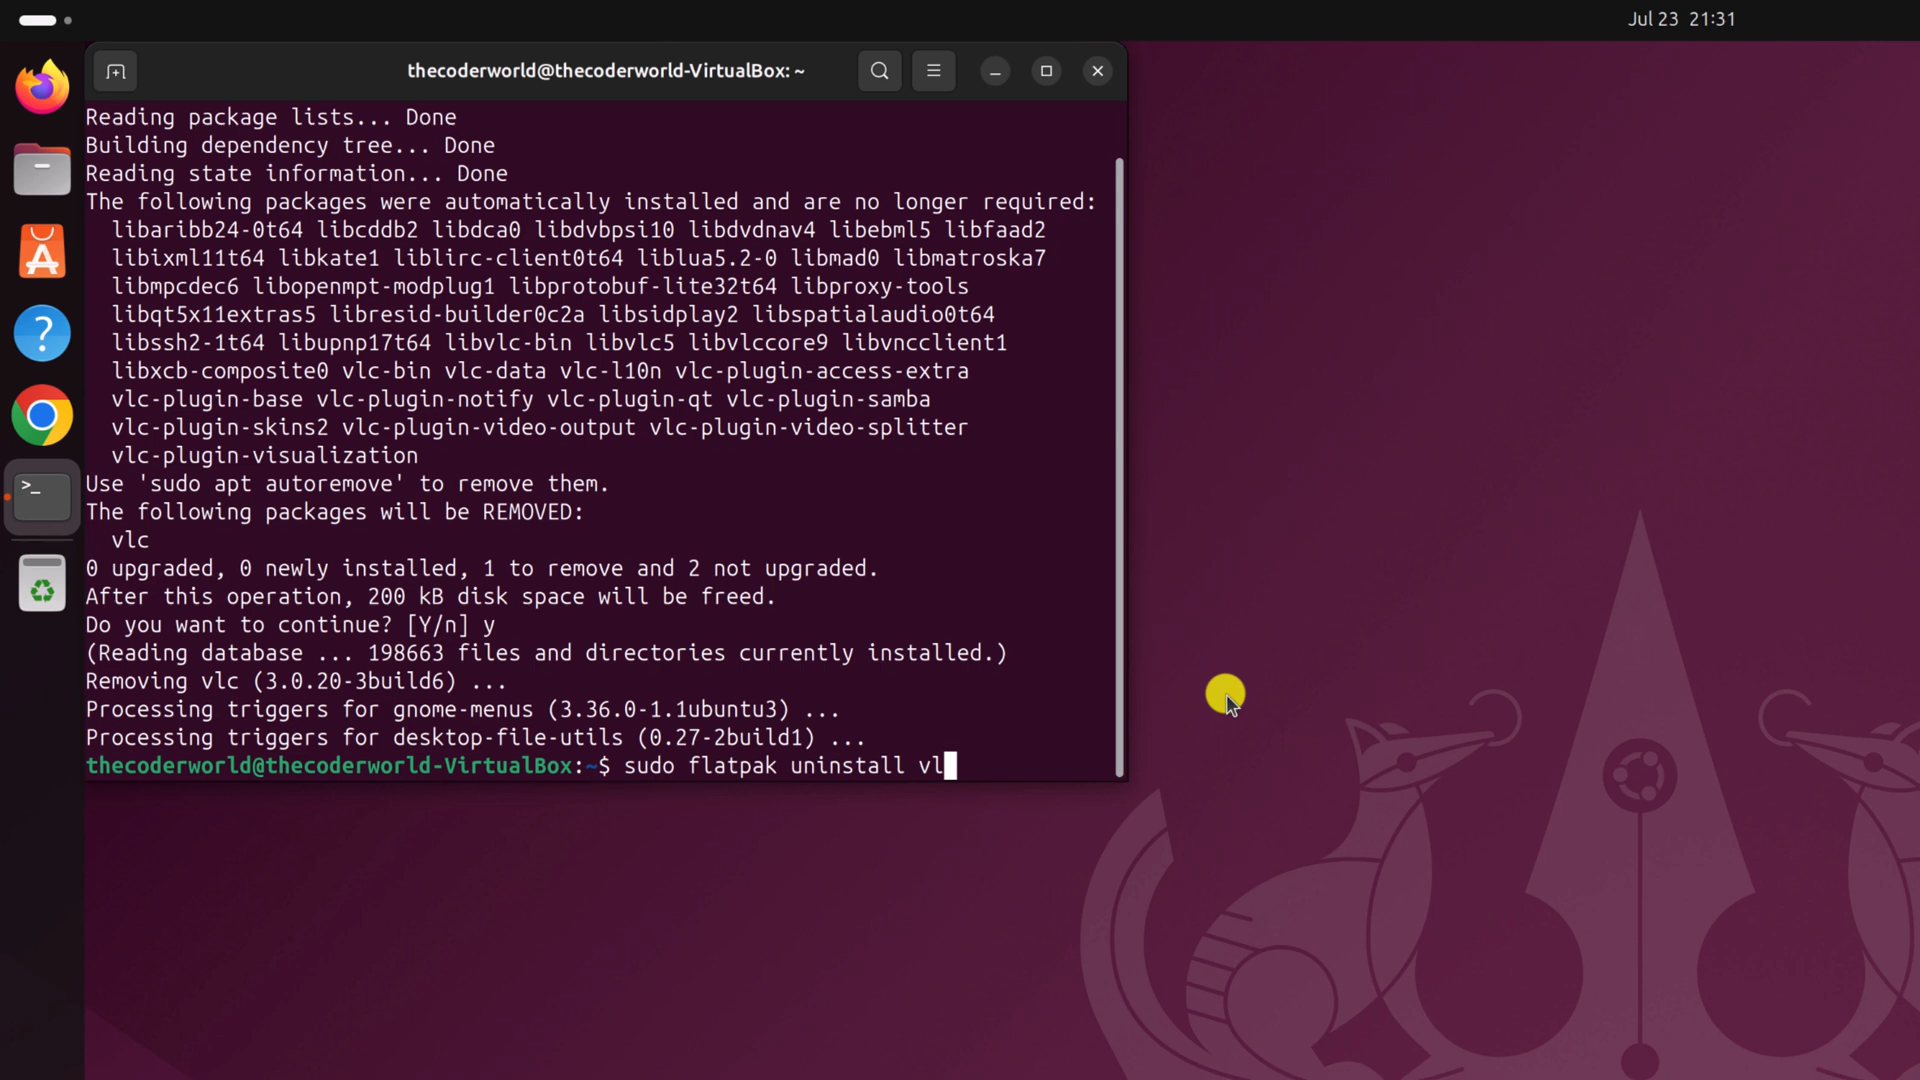 Jul 23 21:31
thecoderworld@thecoderworld-VirtualBox: ~
Reading package lists... Done
Building dependency tree... Done
Reading state information... Done
The following packages were automatically installed and are no longer required:
libaribb24-0t64 libcddb2 libdca0 libdvbpsi10 libdvdnav4 libebml5 libfaad2
libixml11t64 libkate1 liblirc-client0t64 liblua5.2-0 libmad0 libmatroska7
libmpcdec6 libopenmpt-modplug1 libprotobuf-lite32t64 libproxy-tools
libqt5x11extras5 libresid-builder0c2a libsidplay2 libspatialaudio0t64
libssh2-1t64 libupnp17t64 libvlc-bin libvlc5 libvlccore9 libvncclient1
libxcb-composite0 vlc-bin vlc-data vlc-l10n vlc-plugin-access-extra
vlc-plugin-base vlc-plugin-notify vlc-plugin-qt vlc-plugin-samba
vlc-plugin-skins2 vlc-plugin-video-output vlc-plugin-video-splitter
vlc-plugin-visualization
Use 'sudo apt autoremove' to remove them.
The following packages will be REMOVED:
vlc
0 upgraded, 0 newly installed, 1 to remove and 2 not upgraded.
After this operation, 200 kB disk space will be freed.
Do you want to continue? [Y/n] y
(Reading database ... 198663 files and directories currently installed.)
Removing vlc (3.0.20-3build6) ...
Processing triggers for gnome-menus (3.36.0-1.1ubuntu3) ...
Processing triggers for desktop-file-utils (0.27-2build1) ...
thecoderworld@thecoderworld-VirtualBox:~$ sudo flatpak uninstall vl